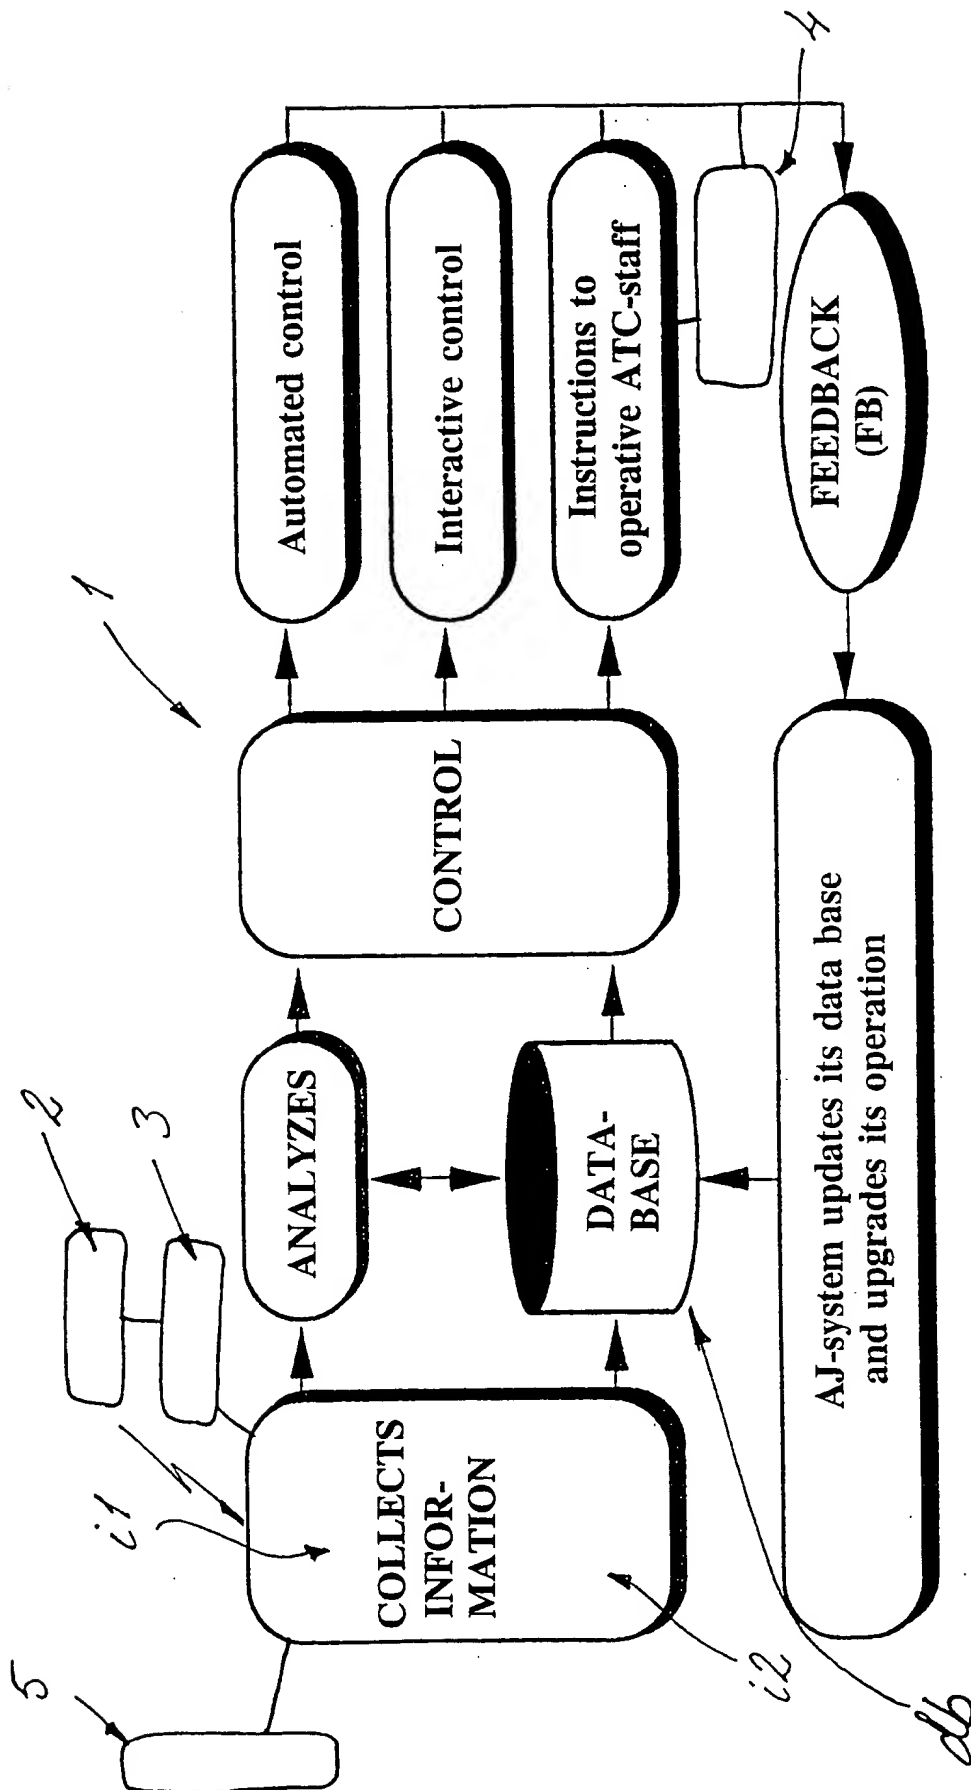 1
2
3
5
i1
COLLECTS
INFOR-
MATION
i2
ANALYZES
DATA-
BASE
db
CONTROL
Automated control
Interactive control
Instructions to
operative ATC-staff
4
FEEDBACK
(FB)
AJ-system updates its data base
and upgrades its operation